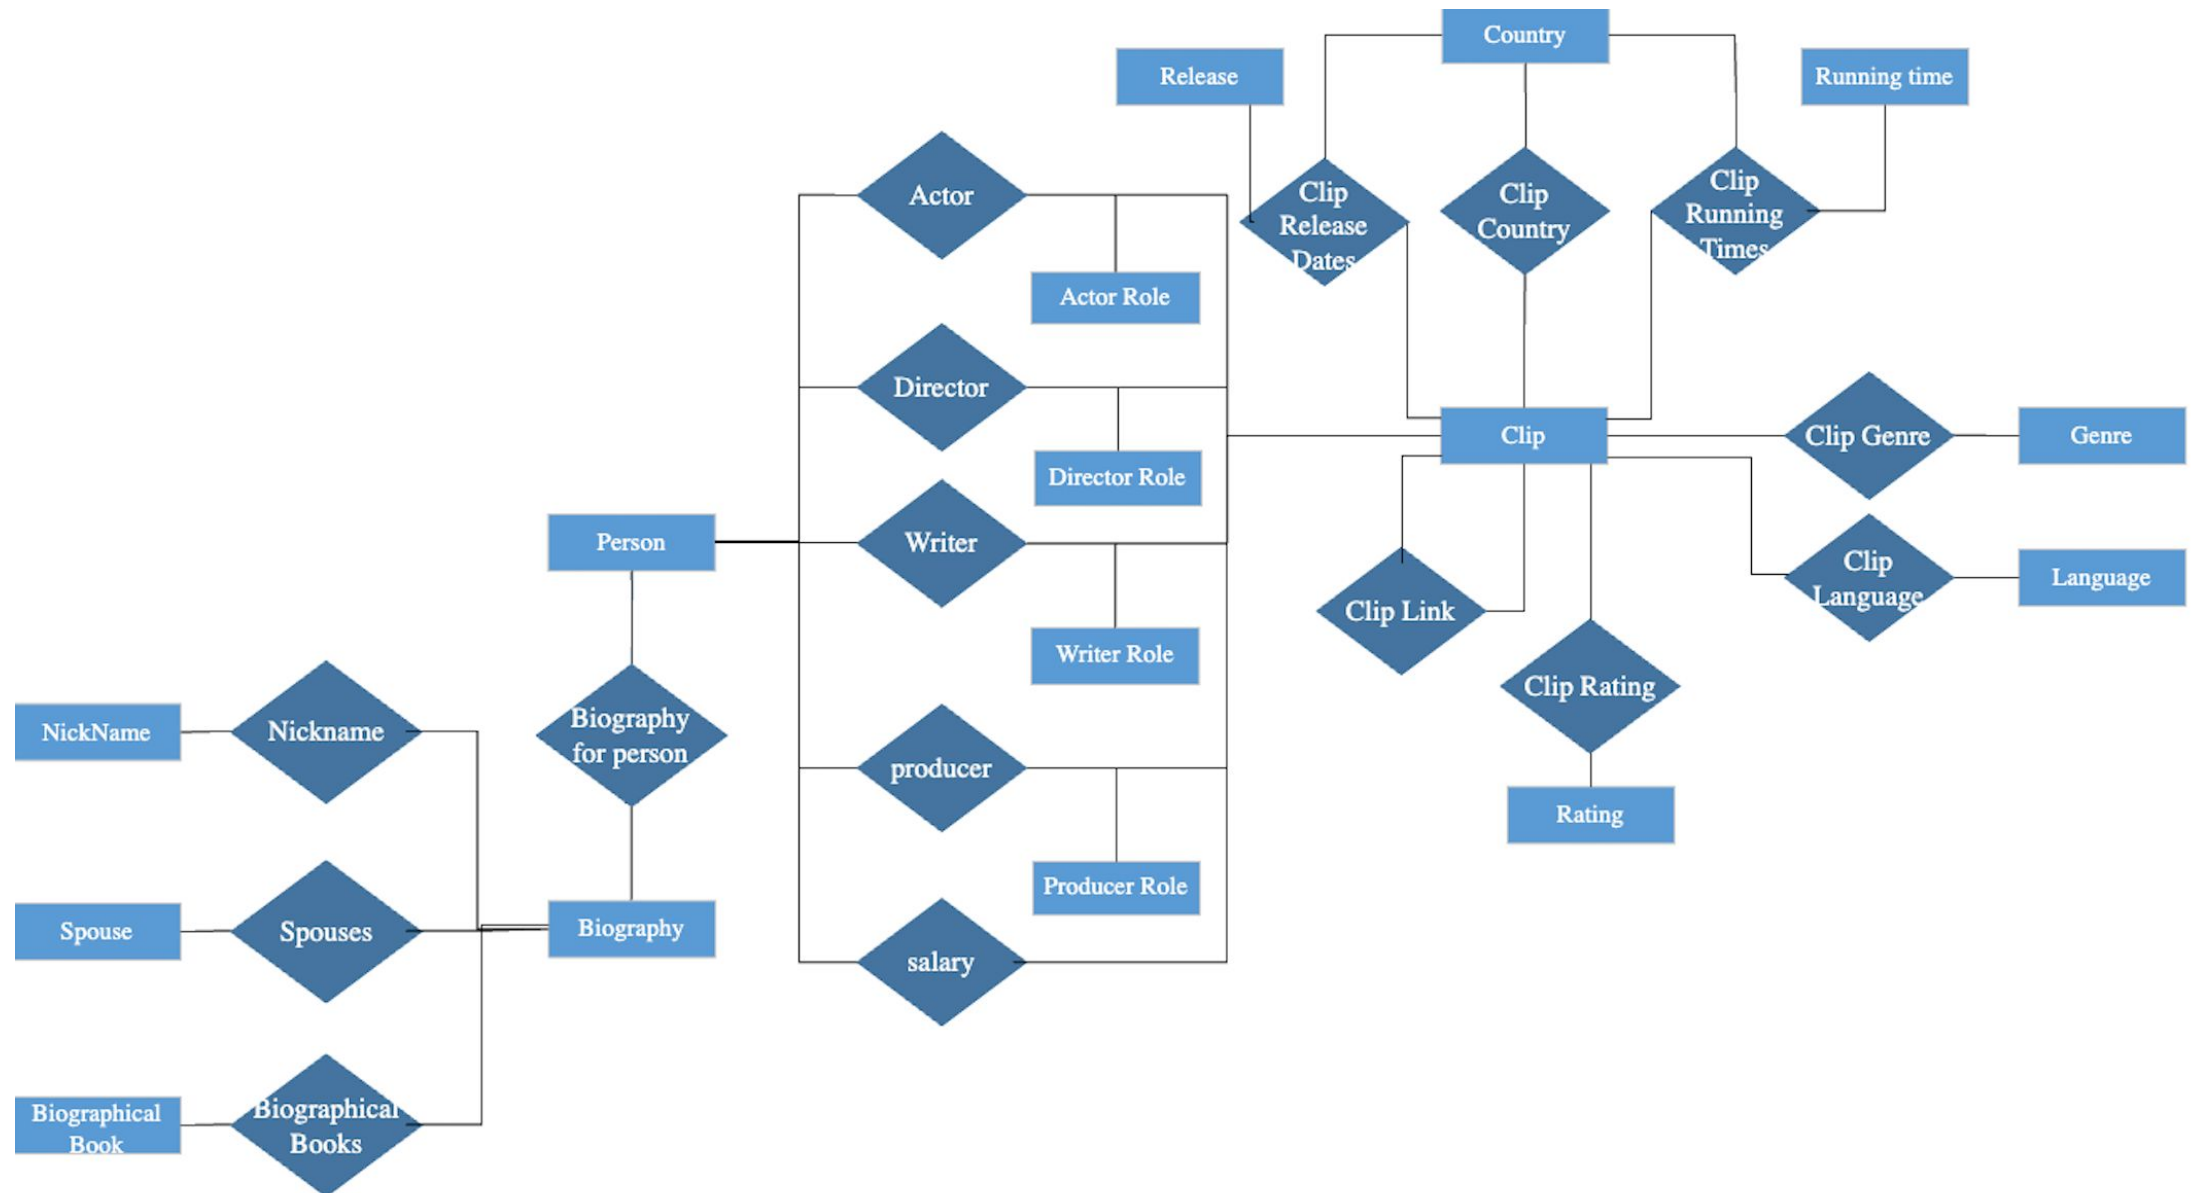 Country
Release
Running time
Actor
Clip
Release
Dates
Clip
Country
Clip
Running
Times
Actor Role
Director
Clip
Clip Genre
Genre
Director Role
Person
Writer
Clip Link
Clip
Language
Language
Writer Role
Clip Rating
NickName
Nickname
Biography
for person
producer
Rating
Producer Role
Spouse
Spouses
Biography
salary
Biographical
Book
Biographical
Books